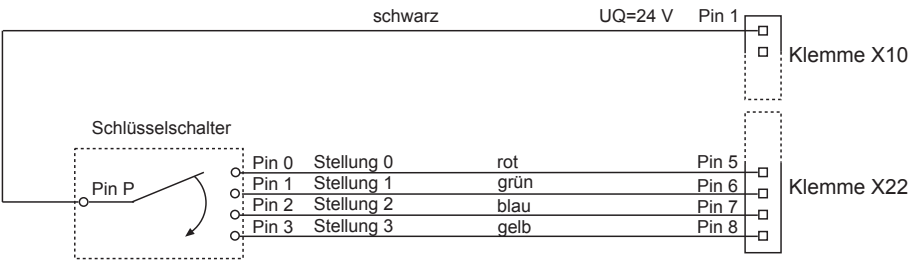 schwarz UQ=24 V Pin 1
Klemme X10
Schlüsselschalter
Pin P
Pin 0 Stellung 0 rot Pin 5
Pin 1 Stellung 1 grün Pin 6
Pin 2 Stellung 2 blau Pin 7
Pin 3 Stellung 3 gelb Pin 8
Klemme X22